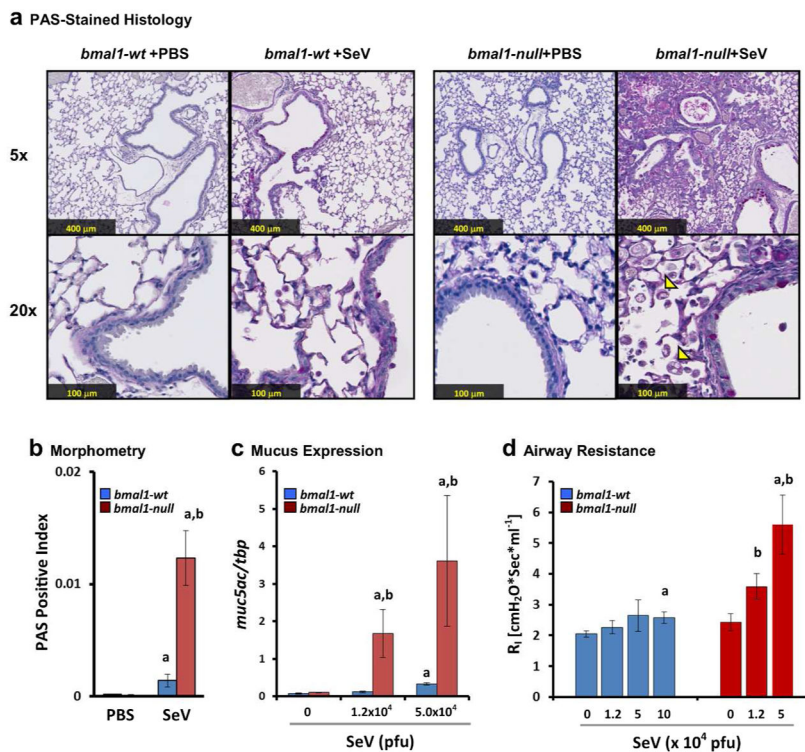 a PAS-Stained Histology
bmal1-wt +PBS
bmal1-wt +SeV
bmal1-null+PBS
bmal1-null+SeV
5x
400 µm
400 µm
400 µm
400 µm
20x
100 µm
100 µm
100 µm
100 µm
b Morphometry
PAS Positive Index
0.02
0.01
0
bmal1-wt
bmal1-null
a
a,b
PBS
SeV
c Mucus Expression
muc5ac/tbp
6
5
4
3
2
1
0
bmal1-wt
bmal1-null
a,b
a
a,b
0
1.2x10⁴
5.0x10⁴
SeV (pfu)
d Airway Resistance
R_I [cmH₂O*Sec*ml⁻¹]
7
6
5
4
3
2
1
0
bmal1-wt
bmal1-null
a
b
a,b
0 1.2 5 10
0 1.2 5
SeV (x 10⁴ pfu)